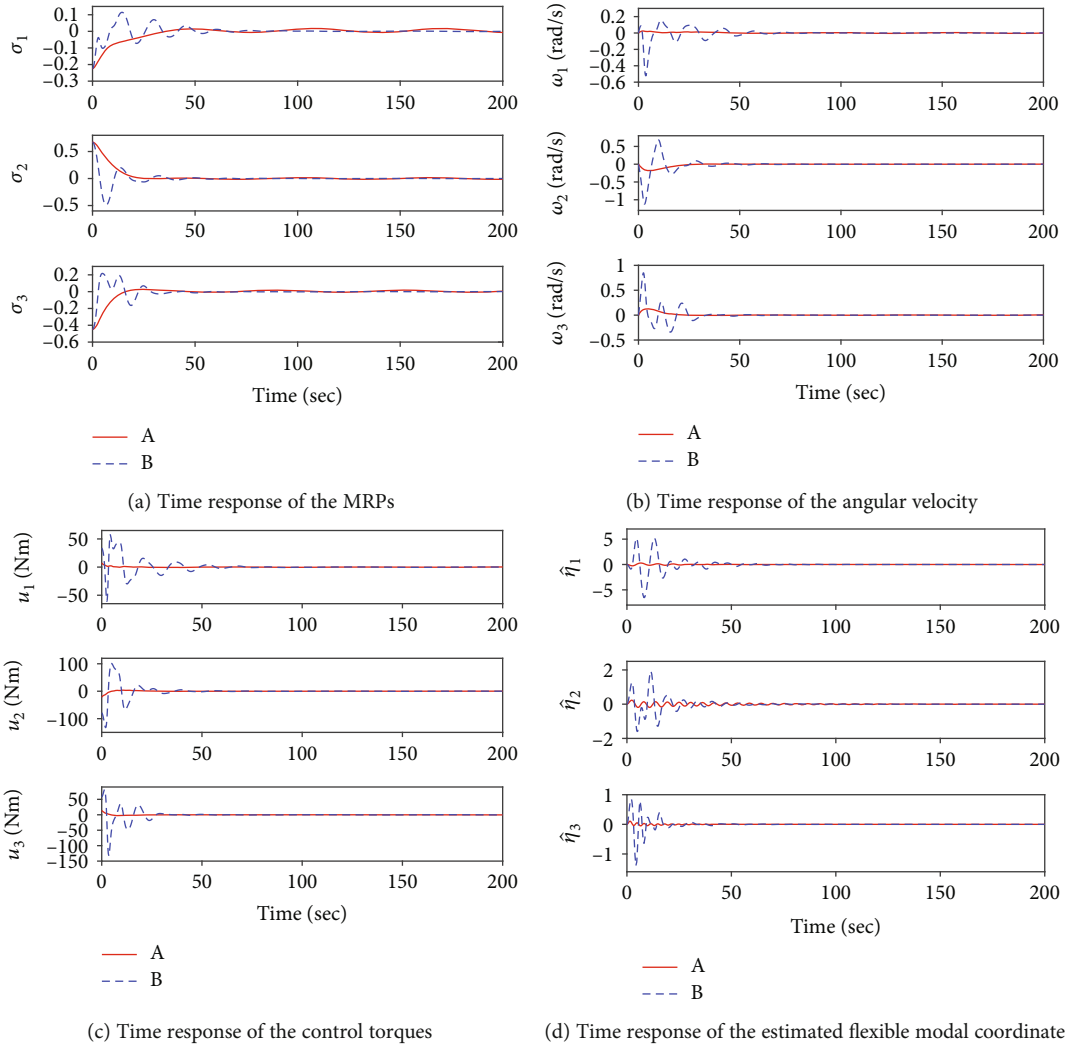 σ1
0.1
0
−0.1
−0.2
−0.3
0 50 100 150 200
σ2
0.5
0
−0.5
0 50 100 150 200
σ3
0.2
0
−0.2
−0.4
−0.6
0 50 100 150 200
Time (sec)
A
B
(a) Time response of the MRPs
ω1 (rad/s)
0.2
0
−0.2
−0.4
−0.6
0 50 100 150 200
ω2 (rad/s)
0.5
0
−0.5
−1
0 50 100 150 200
ω3 (rad/s)
1
0.5
0
−0.5
0 50 100 150 200
Time (sec)
A
B
(b) Time response of the angular velocity
u1 (Nm)
50
0
−50
0 50 100 150 200
u2 (Nm)
100
0
−100
0 50 100 150 200
u3 (Nm)
50
0
−50
−100
−150
0 50 100 150 200
Time (sec)
A
B
(c) Time response of the control torques
η̂1
5
0
−5
0 50 100 150 200
η̂2
2
0
−2
0 50 100 150 200
η̂3
1
0
−1
0 50 100 150 200
Time (sec)
A
B
(d) Time response of the estimated flexible modal coordinate